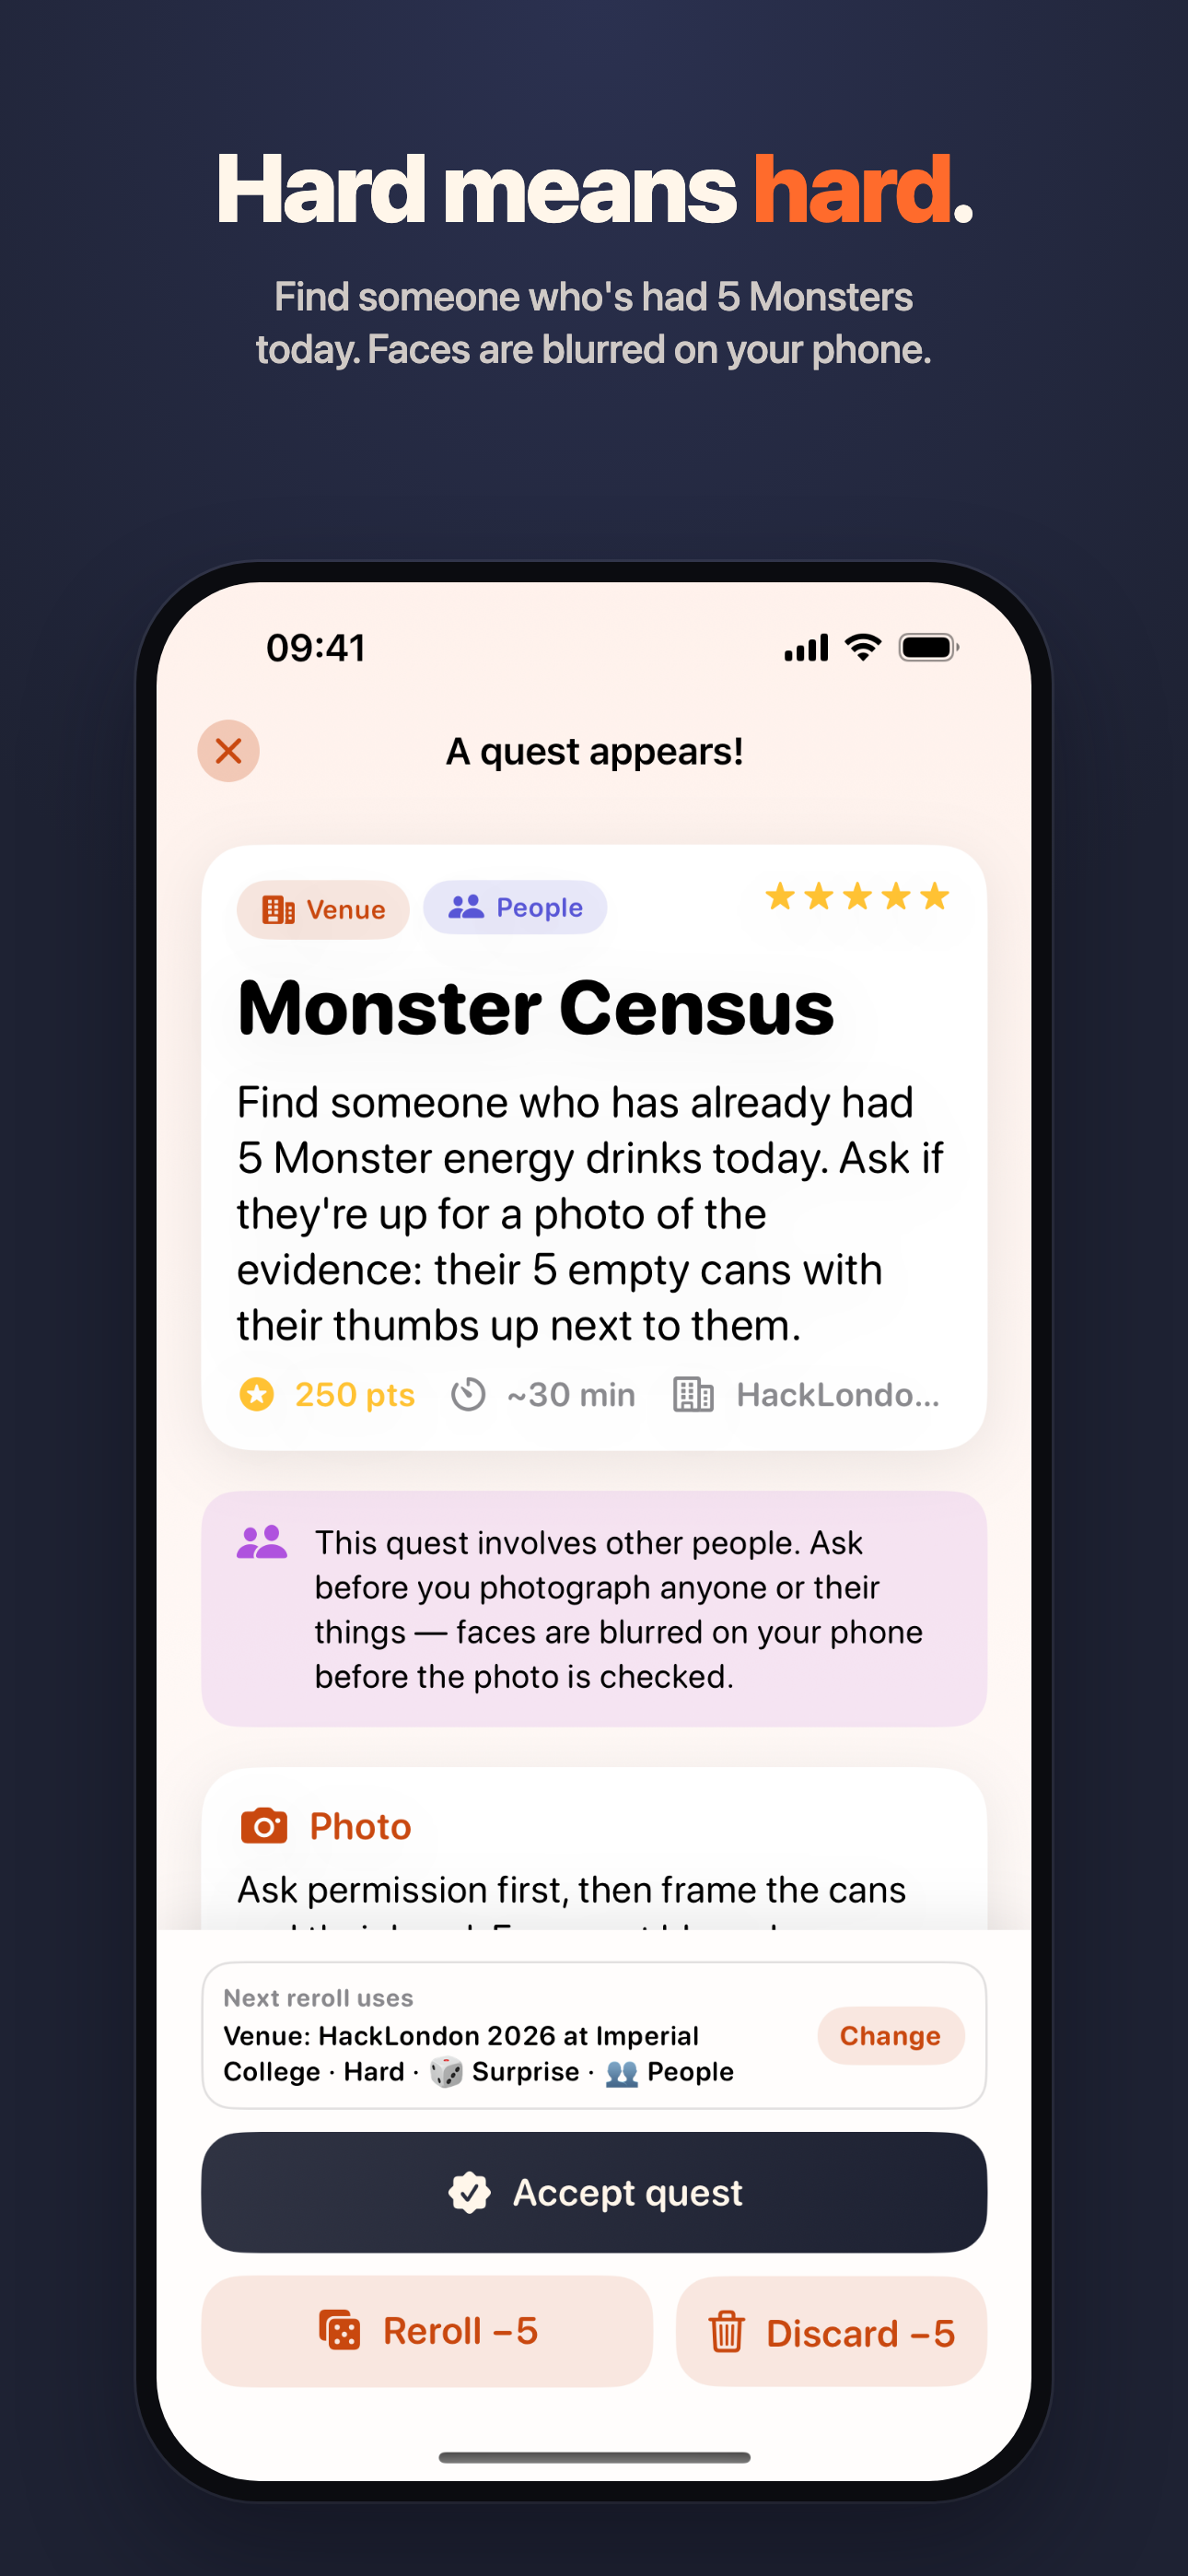 Hard means hard.
Find someone who's had 5 Monsters
today. Faces are blurred on your phone.
09:41
A quest appears!
Venue
People
Monster Census
Find someone who has already had
5 Monster energy drinks today. Ask if
they're up for a photo of the
evidence: their 5 empty cans with
their thumbs up next to them.
250 pts ~30 min HackLondo...
This quest involves other people. Ask
before you photograph anyone or their
things — faces are blurred on your phone
before the photo is checked.
Photo
Ask permission first, then frame the cans
Next reroll uses
Venue: HackLondon 2026 at Imperial
College · Hard · 🎲 Surprise · 👥 People
Change
Accept quest
Reroll −5
Discard −5